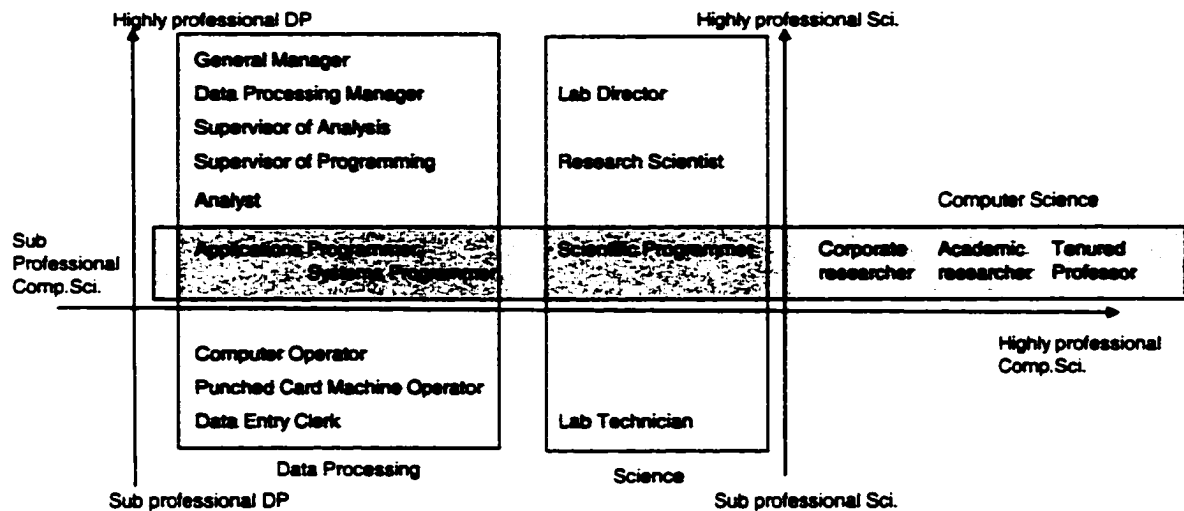 Highly professional DP
Highly professional Sci.
General Manager
Data Processing Manager
Lab Director
Supervisor of Analysis
Supervisor of Programming
Research Scientist
Analyst
Computer Science
Sub
Professional
Comp.Sci.
Applications Programmer
Systems Programmer
Scientific Programmer
Corporate
researcher
Academic
researcher
Tenured
Professor
Highly professional
Comp.Sci.
Computer Operator
Punched Card Machine Operator
Data Entry Clerk
Lab Technician
Data Processing
Science
Sub professional DP
Sub professional Sci.